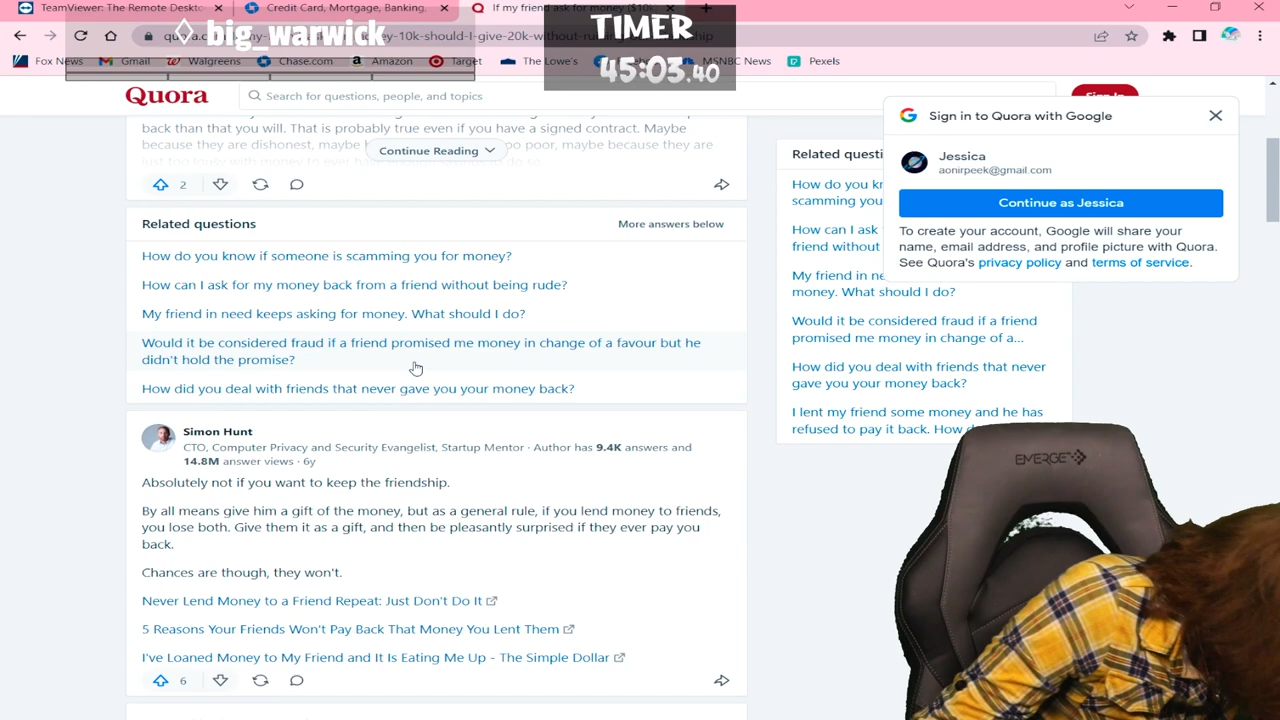 TeamViewer: The Remote Deskto
Credit Card, Mortgage, Banking,
If my friend ask for money ($10k
big_warwick
TIMER
45:03.40
Fox News
Gmail
Walgreens
Chase.com
Amazon
Target
The Lowe's
MSNBC News
Pexels
Quora
Search for questions, people, and topics
Sign In
back than that you will. That is probably true even if you have a signed contract. Maybe
because they are dishonest, maybe
too poor, maybe because they are
Continue Reading
2
Related questions
More answers below
How do you know if someone is scamming you for money?
How can I ask for my money back from a friend without being rude?
My friend in need keeps asking for money. What should I do?
Would it be considered fraud if a friend promised me money in change of a favour but he
didn't hold the promise?
How did you deal with friends that never gave you your money back?
Simon Hunt
CTO, Computer Privacy and Security Evangelist, Startup Mentor · Author has 9.4K answers and
14.8M answer views · 6y
Absolutely not if you want to keep the friendship.
By all means give him a gift of the money, but as a general rule, if you lend money to friends,
you lose both. Give them it as a gift, and then be pleasantly surprised if they ever pay you
back.
Chances are though, they won't.
Never Lend Money to a Friend Repeat: Just Don't Do It
5 Reasons Your Friends Won't Pay Back That Money You Lent Them
I've Loaned Money to My Friend and It Is Eating Me Up - The Simple Dollar
6
Related questi
How do you kn
scamming you
How can I ask
friend without
My friend in ne
money. What should I do?
Would it be considered fraud if a friend
promised me money in change of a...
How did you deal with friends that never
gave you your money back?
I lent my friend some money and he has
refused to pay it back. How
Sign in to Quora with Google
Jessica
aonirpeek@gmail.com
Continue as Jessica
To create your account, Google will share your
name, email address, and profile picture with Quora.
See Quora's privacy policy and terms of service.
EMERGE